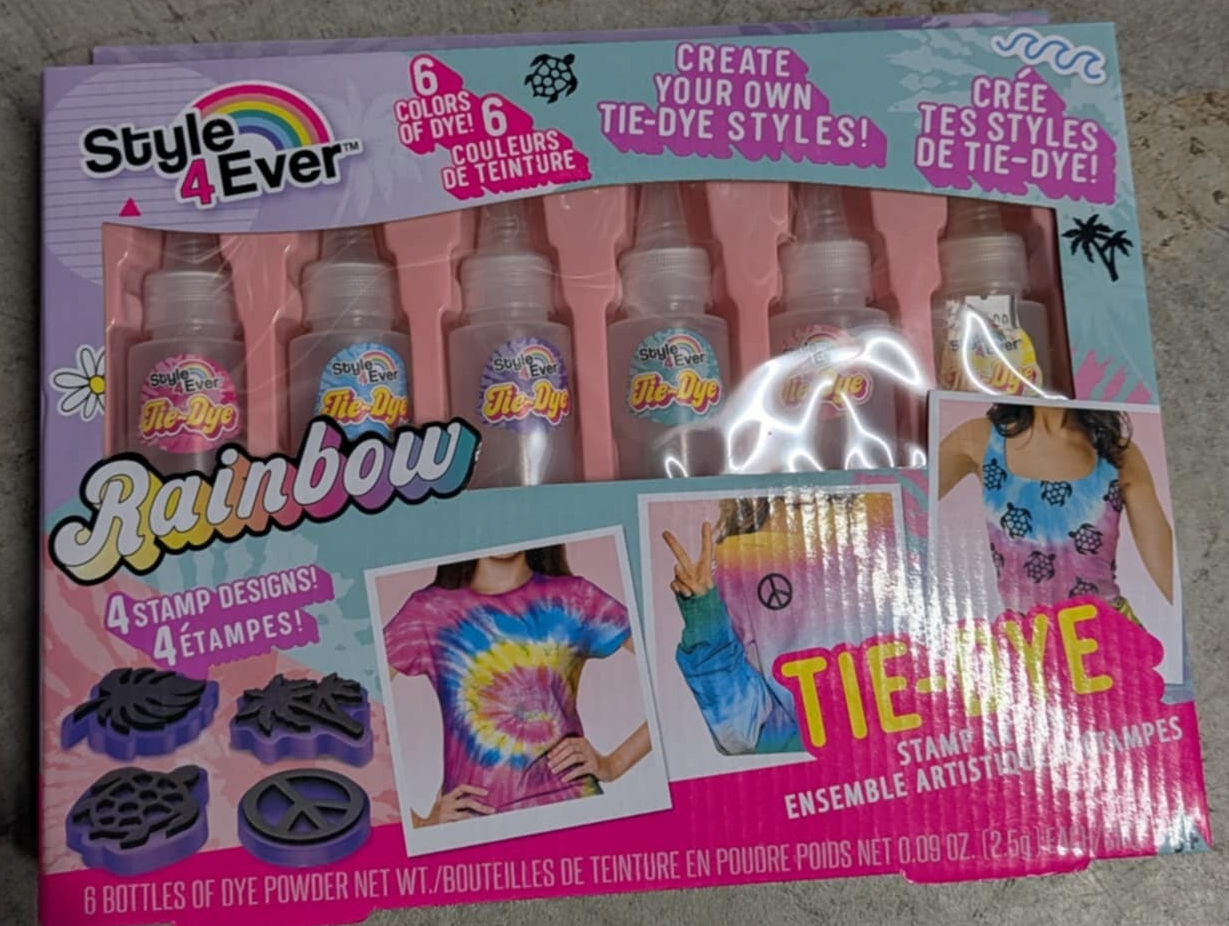 Style
4Ever™
6
COLORS
OF DYE!
6
COULEURS
DE TEINTURE
CREATE
YOUR OWN
TIE-DYE STYLES!
CRÉE
TES STYLES
DE TIE-DYE!
Style
4Ever
Tie-Dye
Style
4Ever
Tie-Dye
Style
4Ever
Tie-Dye
Style
4Ever
Tie-Dye
Tie-Dye
Style
4Ever
Tie-Dye
Rainbow
4 STAMP DESIGNS!
4 ÉTAMPES!
TIE-DYE
STAMP
ENSEMBLE ARTISTIQUE
6 BOTTLES OF DYE POWDER NET WT./BOUTEILLES DE TEINTURE EN POUDRE POIDS NET 0.09 OZ. (2.5g)